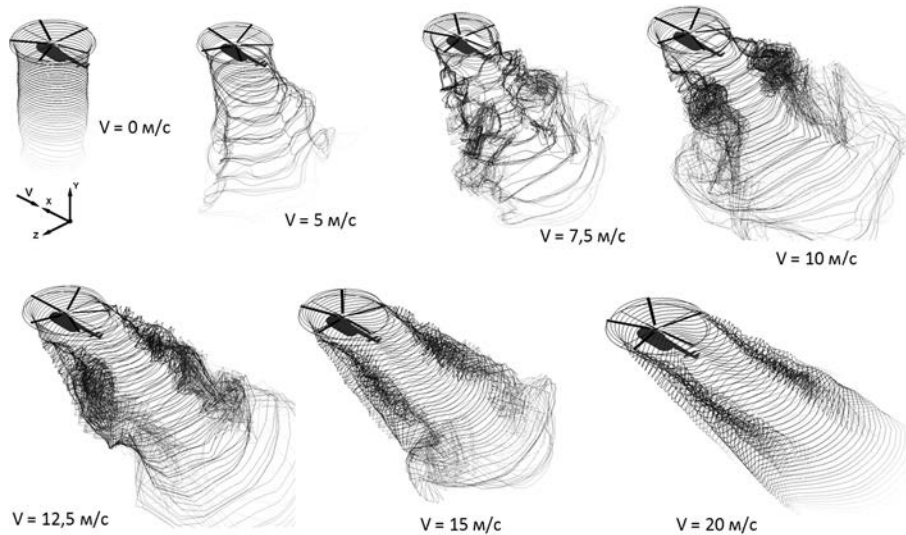 V = 0 м/с
V = 5 м/с
V = 7,5 м/с
V = 10 м/с
Y
V
X
Z
V = 12,5 м/с
V = 15 м/с
V = 20 м/с